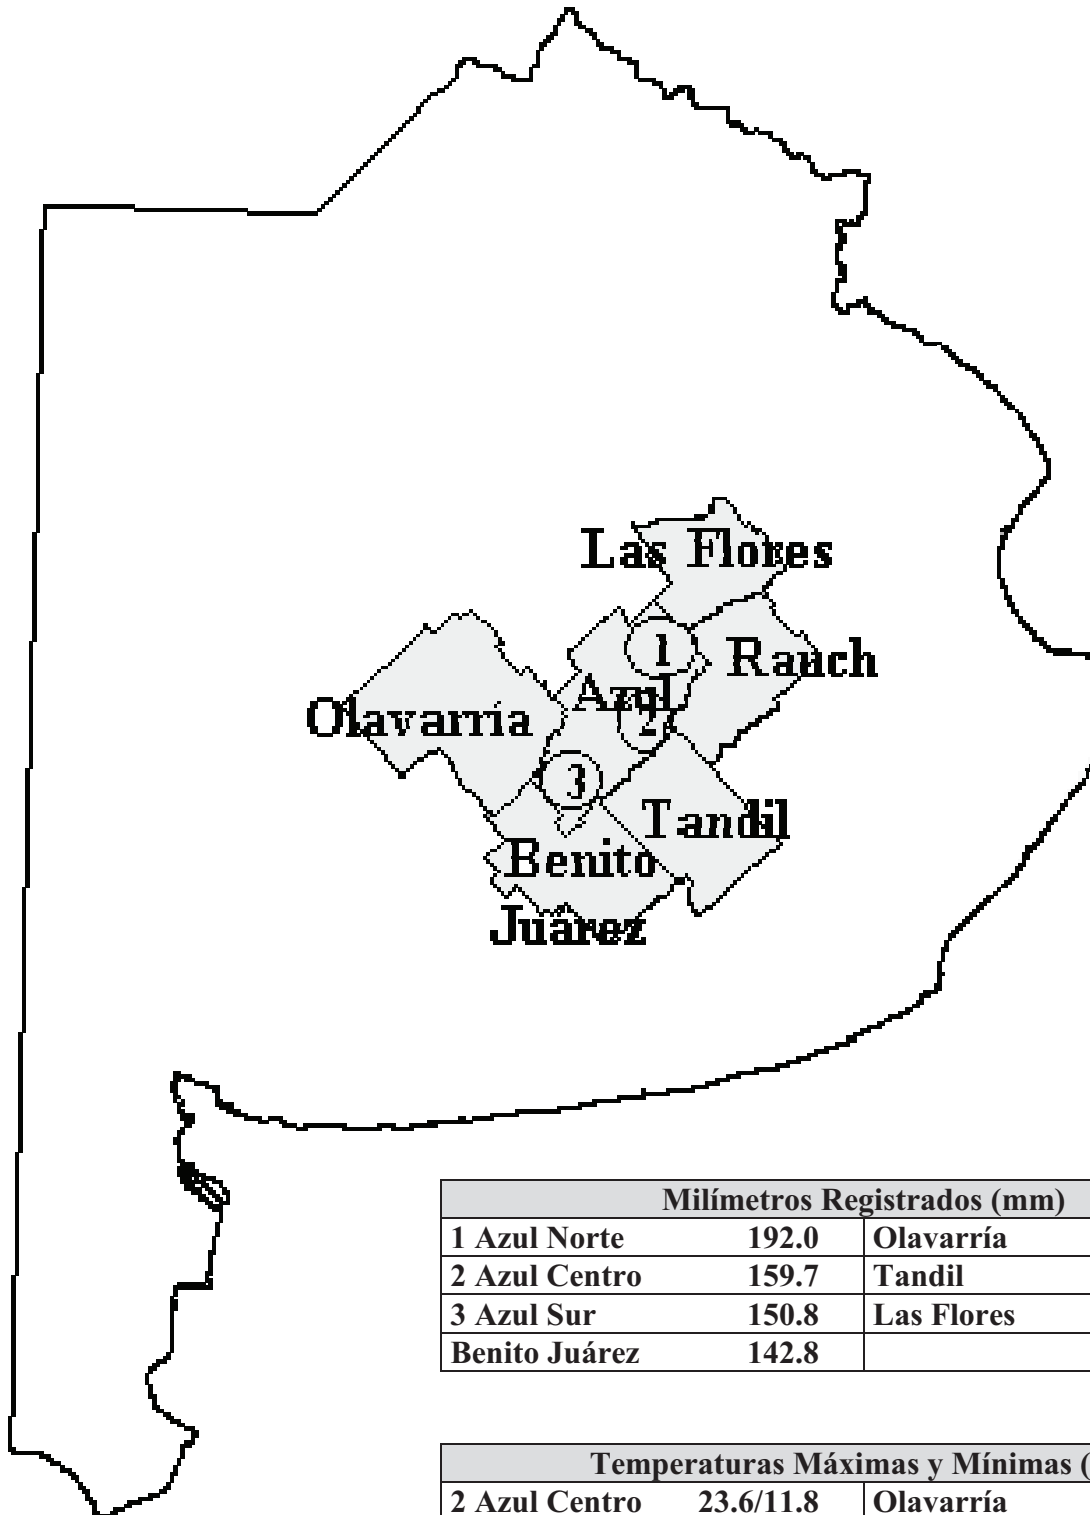 Las Flores
1
Rauch
Azul
Olavarría
2
3
Tandil
Benito
Juárez
Milímetros Registrados (mm)
1 Azul Norte 192.0 Olavarría
2 Azul Centro 159.7 Tandil
3 Azul Sur 150.8 Las Flores
Benito Juárez 142.8
Temperaturas Máximas y Mínimas (
2 Azul Centro 23.6/11.8 Olavarría